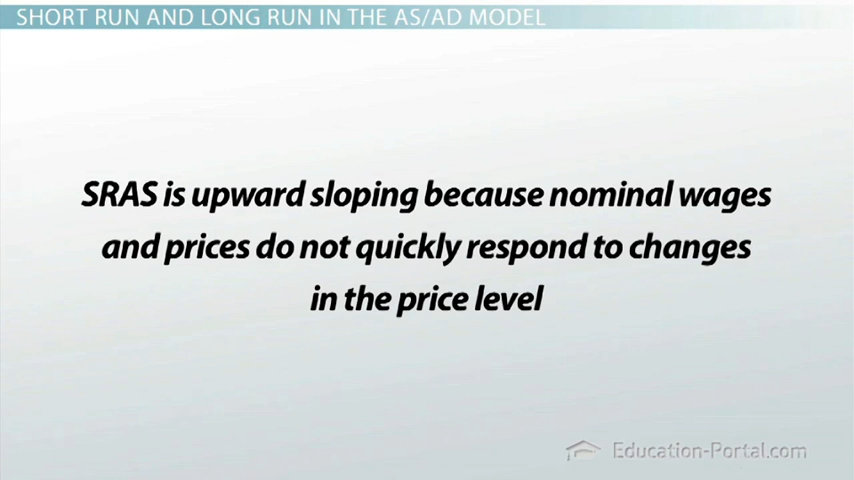 SHORT RUN AND LONG RUN IN THE AS/AD MODEL
SRAS is upward sloping because nominal wages
and prices do not quickly respond to changes
in the price level
Education-Portal.com